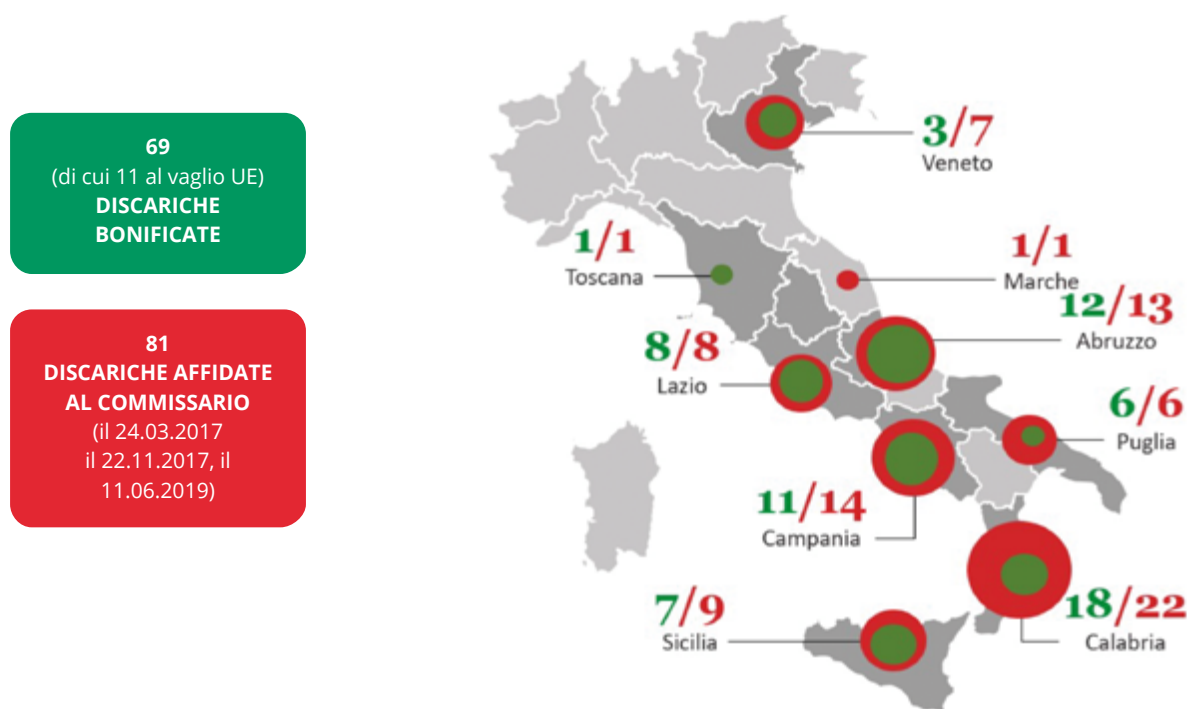 69
(di cui 11 al vaglio UE)
DISCARICHE
BONIFICATE
81
DISCARICHE AFFIDATE
AL COMMISSARIO
(il 24.03.2017
il 22.11.2017, il
11.06.2019)
3/7
Veneto
1/1
Toscana
1/1
Marche
12/13
Abruzzo
8/8
Lazio
6/6
Puglia
11/14
Campania
18/22
Calabria
7/9
Sicilia